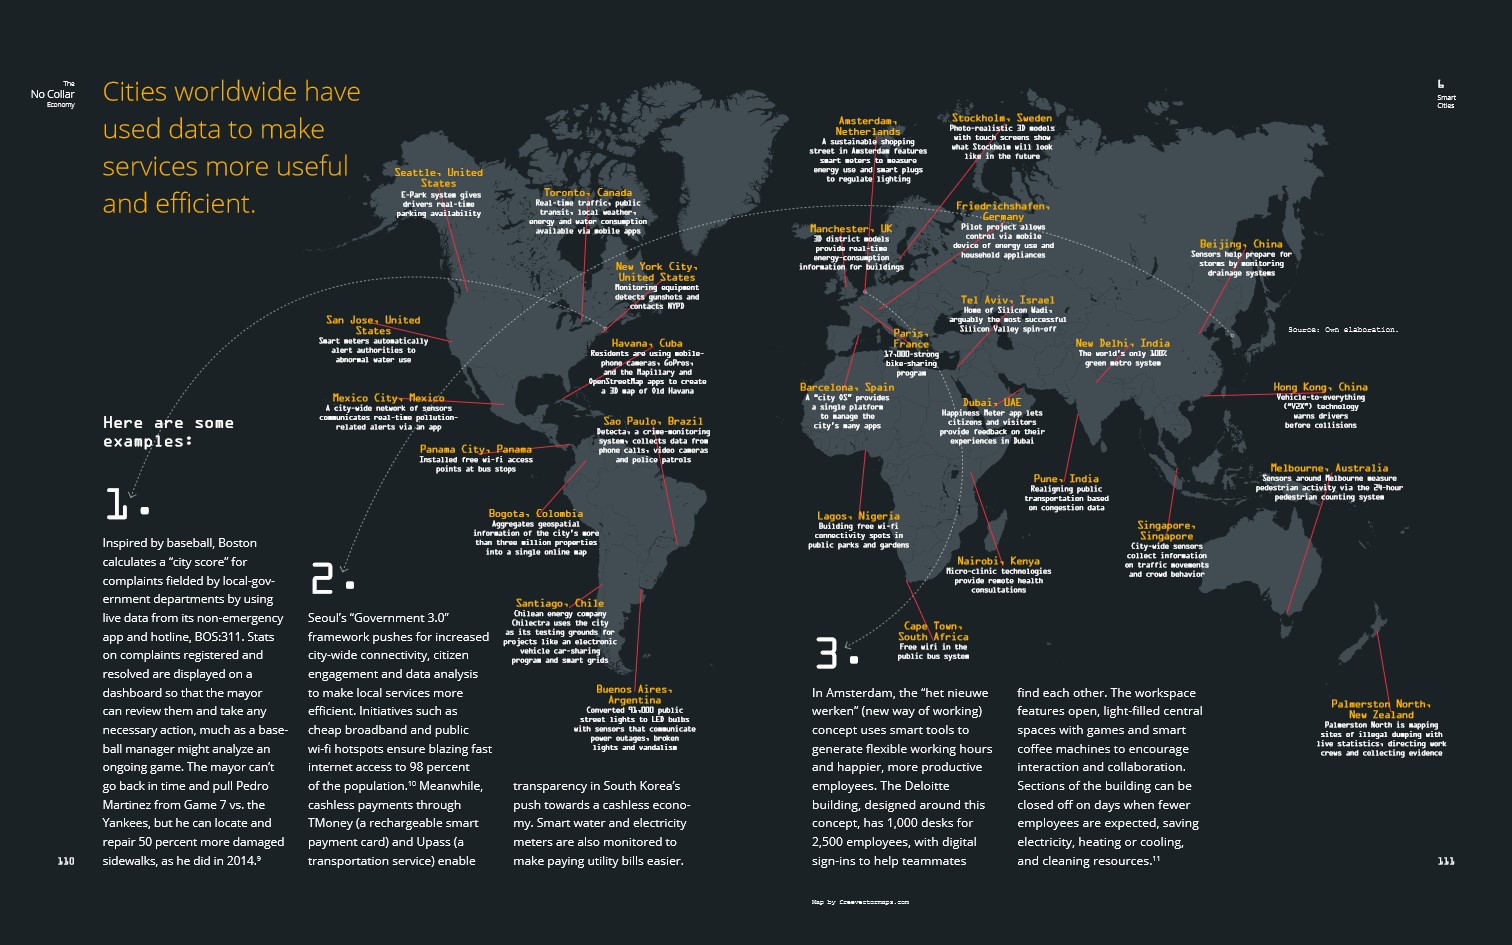 The
No Collar
Economy
Cities worldwide have
used data to make
services more useful
and efficient.
6
Smart
Cities
Seattle, United
States
E-Park system gives
drivers real-time
parking availability
Toronto, Canada
Real-time traffic, public
transit, local weather,
energy and water consumption
available via mobile apps
New York City,
United States
Monitoring equipment
detects gunshots and
contacts NYPD
San Jose, United
States
Smart meters automatically
alert authorities to
abnormal water use
Havana, Cuba
Residents are using mobile-
phone cameras, GoPros,
and the Mapillary and
OpenStreetMap apps to create
a 3D map of Old Havana
Mexico City, Mexico
A city-wide network of sensors
communicates real-time pollution-
related alerts via an app
Sao Paulo, Brazil
Detecta, a crime-monitoring
system, collects data from
phone calls, video cameras
and police patrols
Panama City, Panama
Installed free wi-fi access
points at bus stops
Bogota, Colombia
Aggregates geospatial
information of the city's more
than three million properties
into a single online map
Santiago, Chile
Chilean energy company
Chilectra uses the city
as its testing grounds for
projects like an electronic
vehicle car-sharing
program and smart grids
Buenos Aires,
Argentina
Converted 91,000 public
street lights to LED bulbs
with sensors that communicate
power outages, broken
lights and vandalism
Amsterdam,
Netherlands
A sustainable shopping
street in Amsterdam features
smart meters to measure
energy use and smart plugs
to regulate lighting
Stockholm, Sweden
Photo-realistic 3D models
with touch screens show
what Stockholm will look
like in the future
Manchester, UK
3D district models
provide real-time
energy-consumption
information for buildings
Friedrichshafen,
Germany
Pilot project allows
control via mobile
device of energy use and
household appliances
Beijing, China
Sensors help prepare for
storms by monitoring
drainage systems
Tel Aviv, Israel
Home of Silicon Wadi,
arguably the most successful
Silicon Valley spin-off
Source: Own elaboration.
Paris,
France
17,000-strong
bike-sharing
program
New Delhi, India
The world's only 100%
green metro system
Barcelona, Spain
A "city OS" provides
a single platform
to manage the
city's many apps
Dubai, UAE
Happiness Meter app lets
citizens and visitors
provide feedback on their
experiences in Dubai
Hong Kong, China
Vehicle-to-everything
("V2X") technology
warns drivers
before collisions
Pune, India
Realigning public
transportation based
on congestion data
Melbourne, Australia
Sensors around Melbourne measure
pedestrian activity via the 24-hour
pedestrian counting system
Lagos, Nigeria
Building free wi-fi
connectivity spots in
public parks and gardens
Singapore,
Singapore
City-wide sensors
collect information
on traffic movements
and crowd behavior
Nairobi, Kenya
Micro-clinic technologies
provide remote health
consultations
Cape Town,
South Africa
Free wifi in the
public bus system
Palmerston North,
New Zealand
Palmerston North is mapping
sites of illegal dumping with
live statistics, directing work
crews and collecting evidence
Here are some
examples:
1.
Inspired by baseball, Boston
calculates a “city score” for
complaints fielded by local-gov-
ernment departments by using
live data from its non-emergency
app and hotline, BOS:311. Stats
on complaints registered and
resolved are displayed on a
dashboard so that the mayor
can review them and take any
necessary action, much as a base-
ball manager might analyze an
ongoing game. The mayor can’t
go back in time and pull Pedro
Martinez from Game 7 vs. the
Yankees, but he can locate and
repair 50 percent more damaged
sidewalks, as he did in 2014.⁹
2.
Seoul’s “Government 3.0”
framework pushes for increased
city-wide connectivity, citizen
engagement and data analysis
to make local services more
efficient. Initiatives such as
cheap broadband and public
wi-fi hotspots ensure blazing fast
internet access to 98 percent
of the population.¹⁰ Meanwhile,
cashless payments through
TMoney (a rechargeable smart
payment card) and Upass (a
transportation service) enable
transparency in South Korea’s
push towards a cashless econo-
my. Smart water and electricity
meters are also monitored to
make paying utility bills easier.
3.
In Amsterdam, the “het nieuwe
werken” (new way of working)
concept uses smart tools to
generate flexible working hours
and happier, more productive
employees. The Deloitte
building, designed around this
concept, has 1,000 desks for
2,500 employees, with digital
sign-ins to help teammates
find each other. The workspace
features open, light-filled central
spaces with games and smart
coffee machines to encourage
interaction and collaboration.
Sections of the building can be
closed off on days when fewer
employees are expected, saving
electricity, heating or cooling,
and cleaning resources.¹¹
110
111
Map by freevectormaps.com